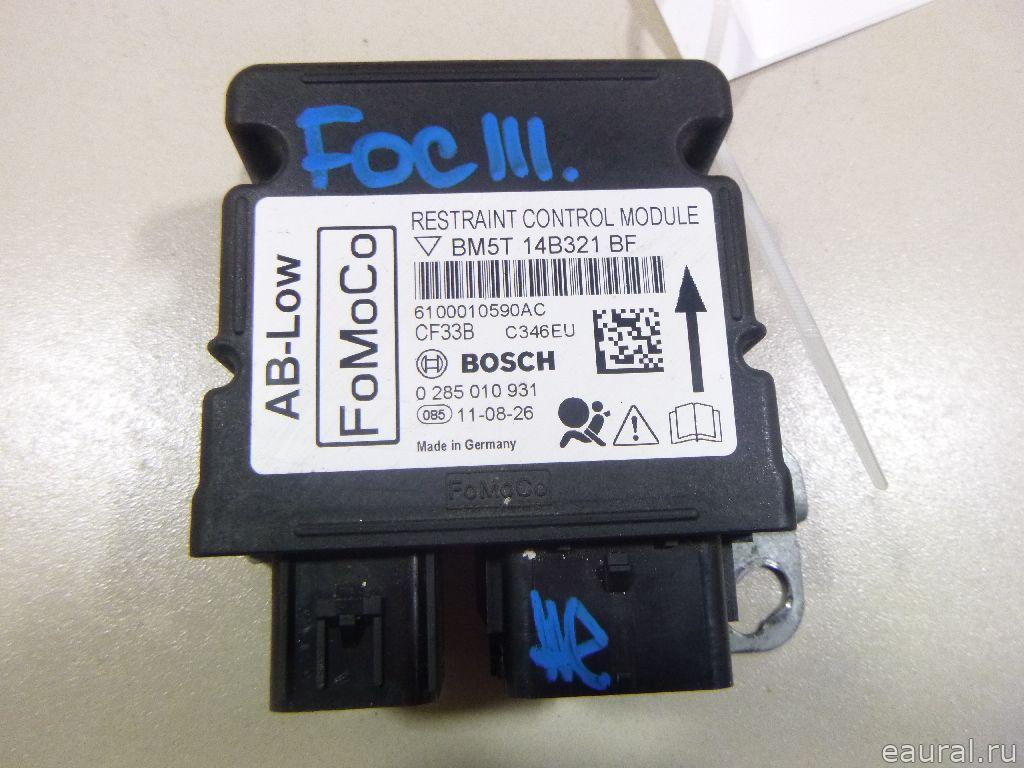 FOC III.
RESTRAINT CONTROL MODULE
BM5T 14B321 BF
6100010590AC
CF33B C346EU
BOSCH
0 285 010 931
085 11-08-26
Made in Germany
AB-Low
FoMoCo
FoMoCo
eaural.ru